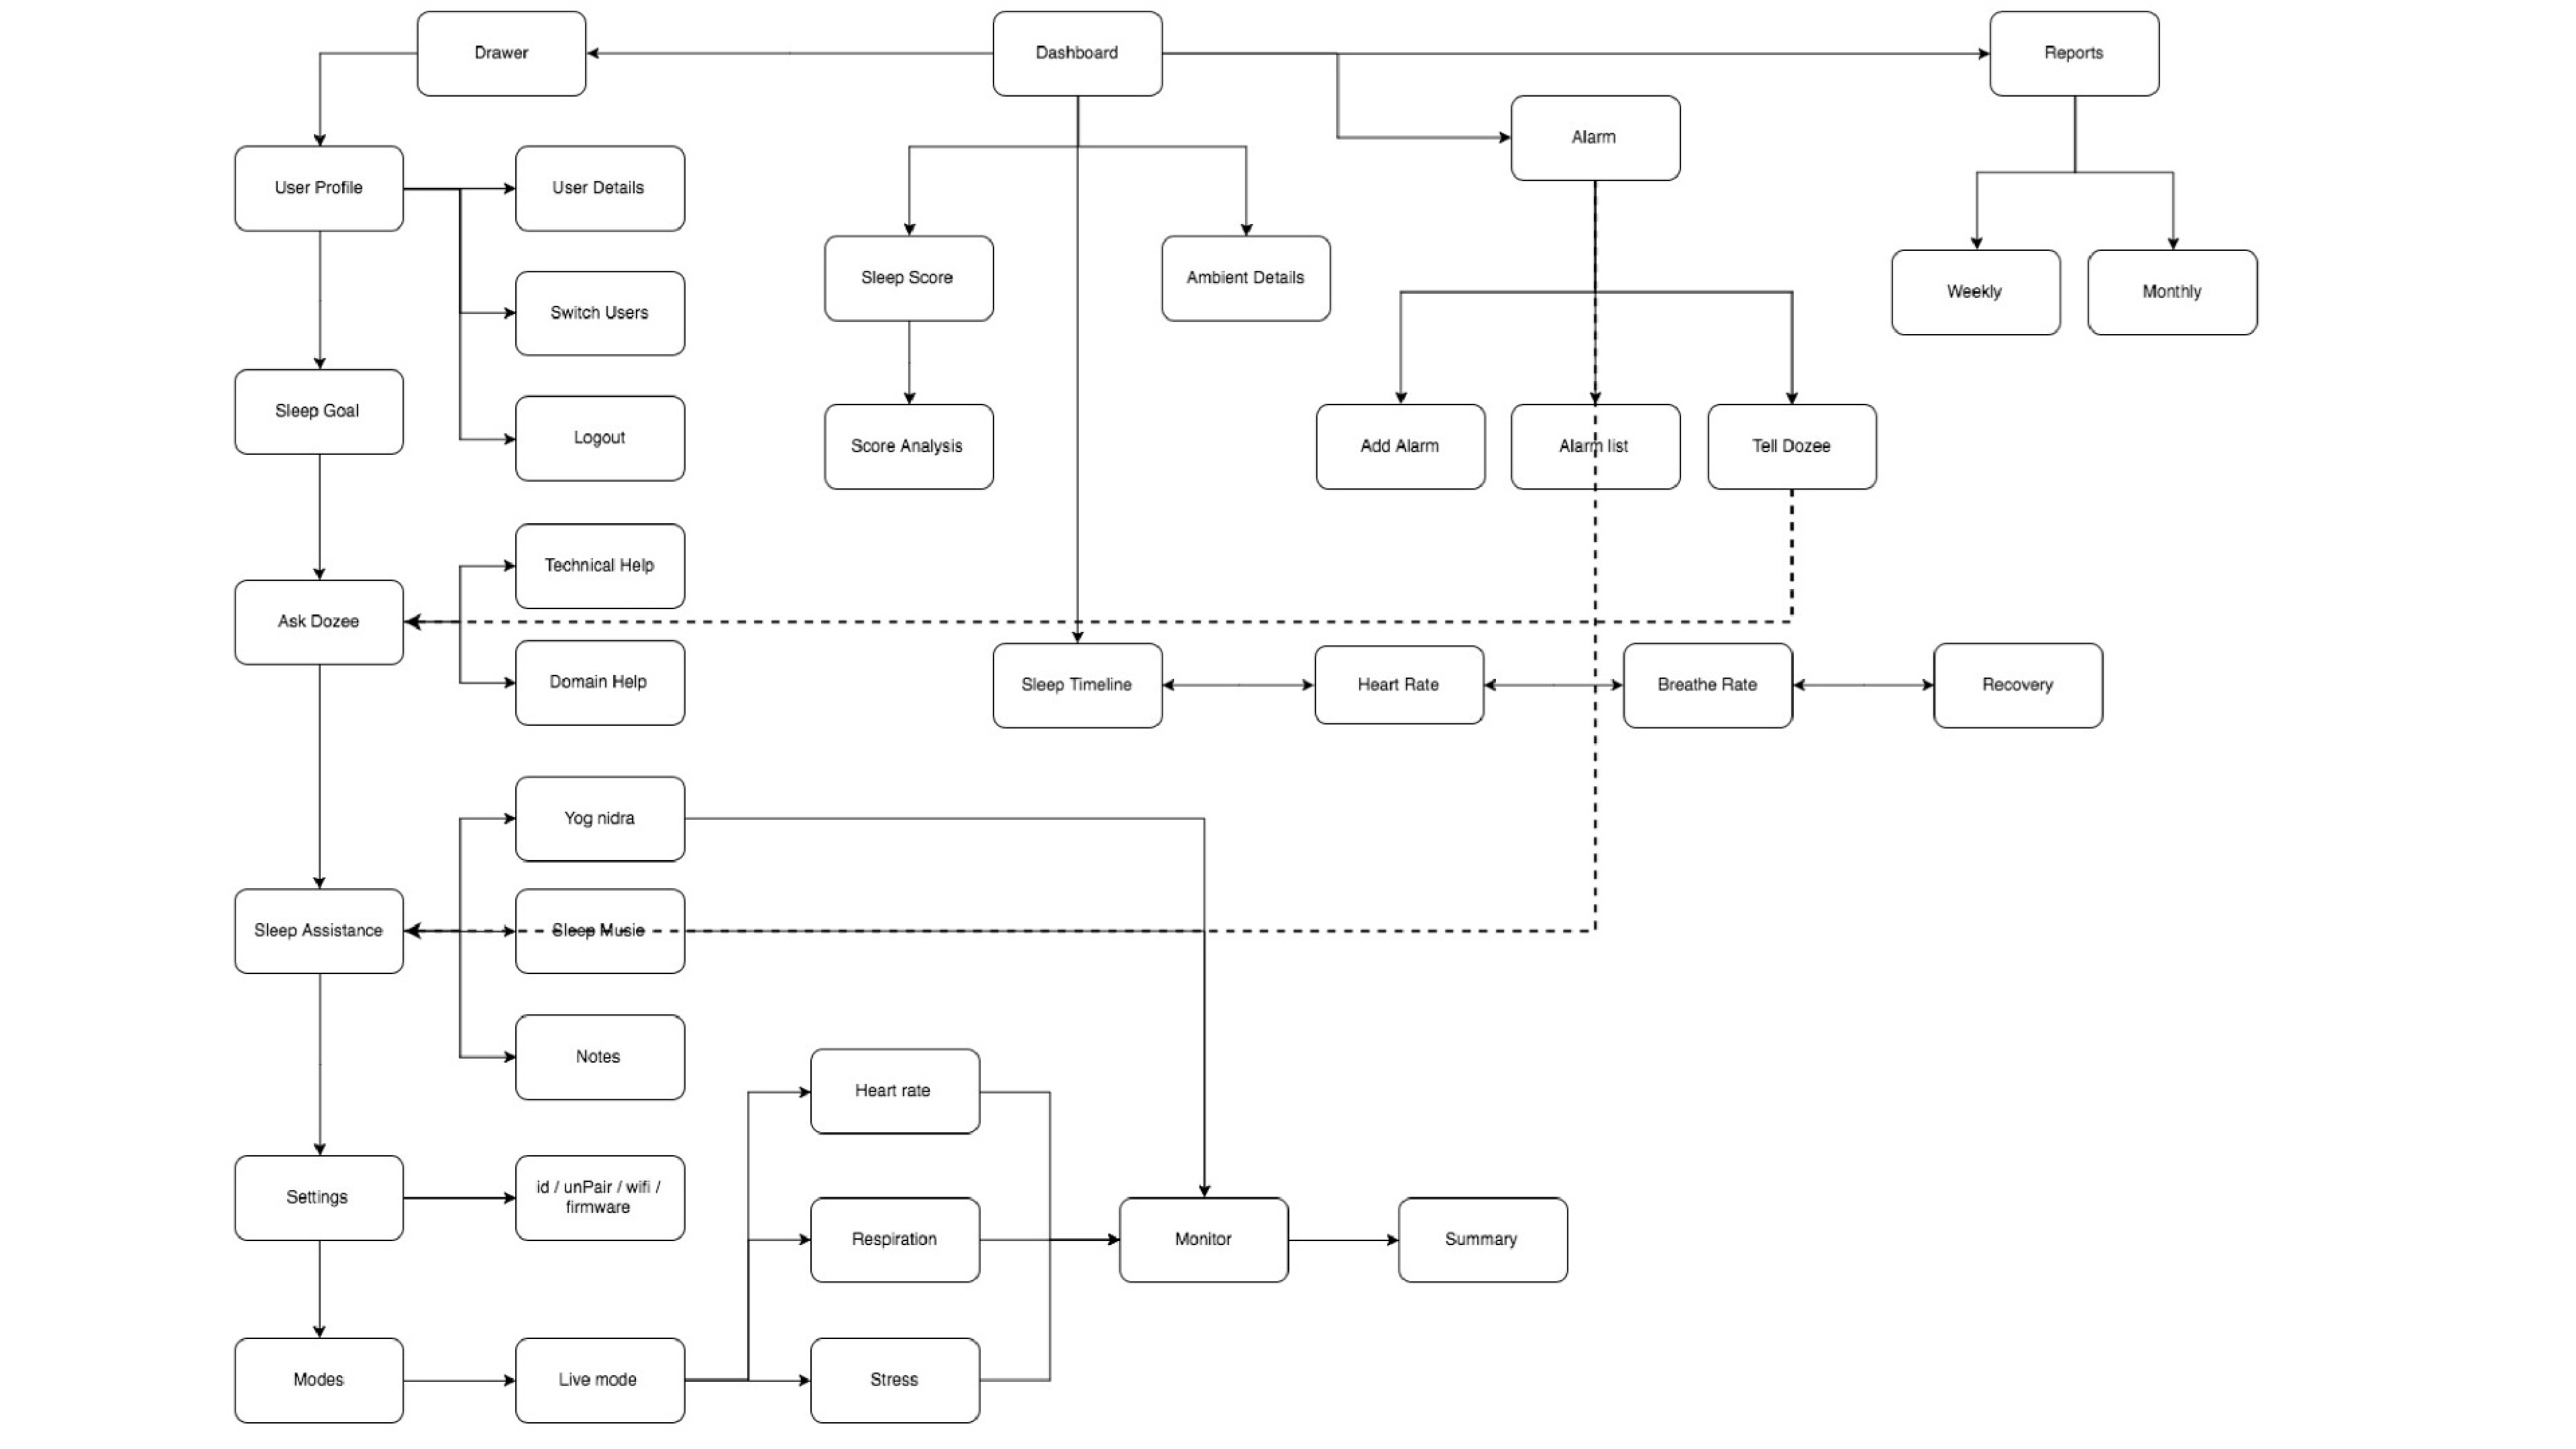 Drawer
Dashboard
Reports
Alarm
User Profile
User Details
Sleep Score
Ambient Details
Weekly
Monthly
Switch Users
Sleep Goal
Logout
Score Analysis
Add Alarm
Alarm list
Tell Dozee
Technical Help
Ask Dozee
Domain Help
Sleep Timeline
Heart Rate
Breathe Rate
Recovery
Yog nidra
Sleep Assistance
Sleep Music
Notes
Heart rate
Settings
id / unPair / wifi /
firmware
Respiration
Monitor
Summary
Modes
Live mode
Stress